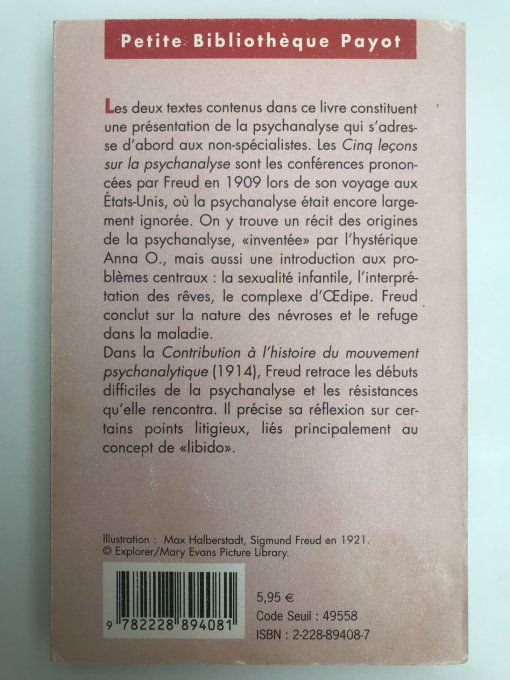 Petite Bibliothèque Payot
Les deux textes contenus dans ce livre constituent
une présentation de la psychanalyse qui s'adres-
se d'abord aux non-spécialistes. Les Cinq leçons
sur la psychanalyse sont les conférences pronon-
cées par Freud en 1909 lors de son voyage aux
États-Unis, où la psychanalyse était encore large-
ment ignorée. On y trouve un récit des origines
de la psychanalyse, «inventée» par l'hystérique
Anna O., mais aussi une introduction aux pro-
blèmes centraux : la sexualité infantile, l'interpré-
tation des rêves, le complexe d'Œdipe. Freud
conclut sur la nature des névroses et le refuge
dans la maladie.
Dans la Contribution à l'histoire du mouvement
psychanalytique (1914), Freud retrace les débuts
difficiles de la psychanalyse et les résistances
qu'elle rencontra. Il précise sa réflexion sur cer-
tains points litigieux, liés principalement au
concept de «libido».
Illustration : Max Halberstadt, Sigmund Freud en 1921.
© Explorer/Mary Evans Picture Library.
9 782228 894081
5,95 €
Code Seuil : 49558
ISBN : 2-228-89408-7